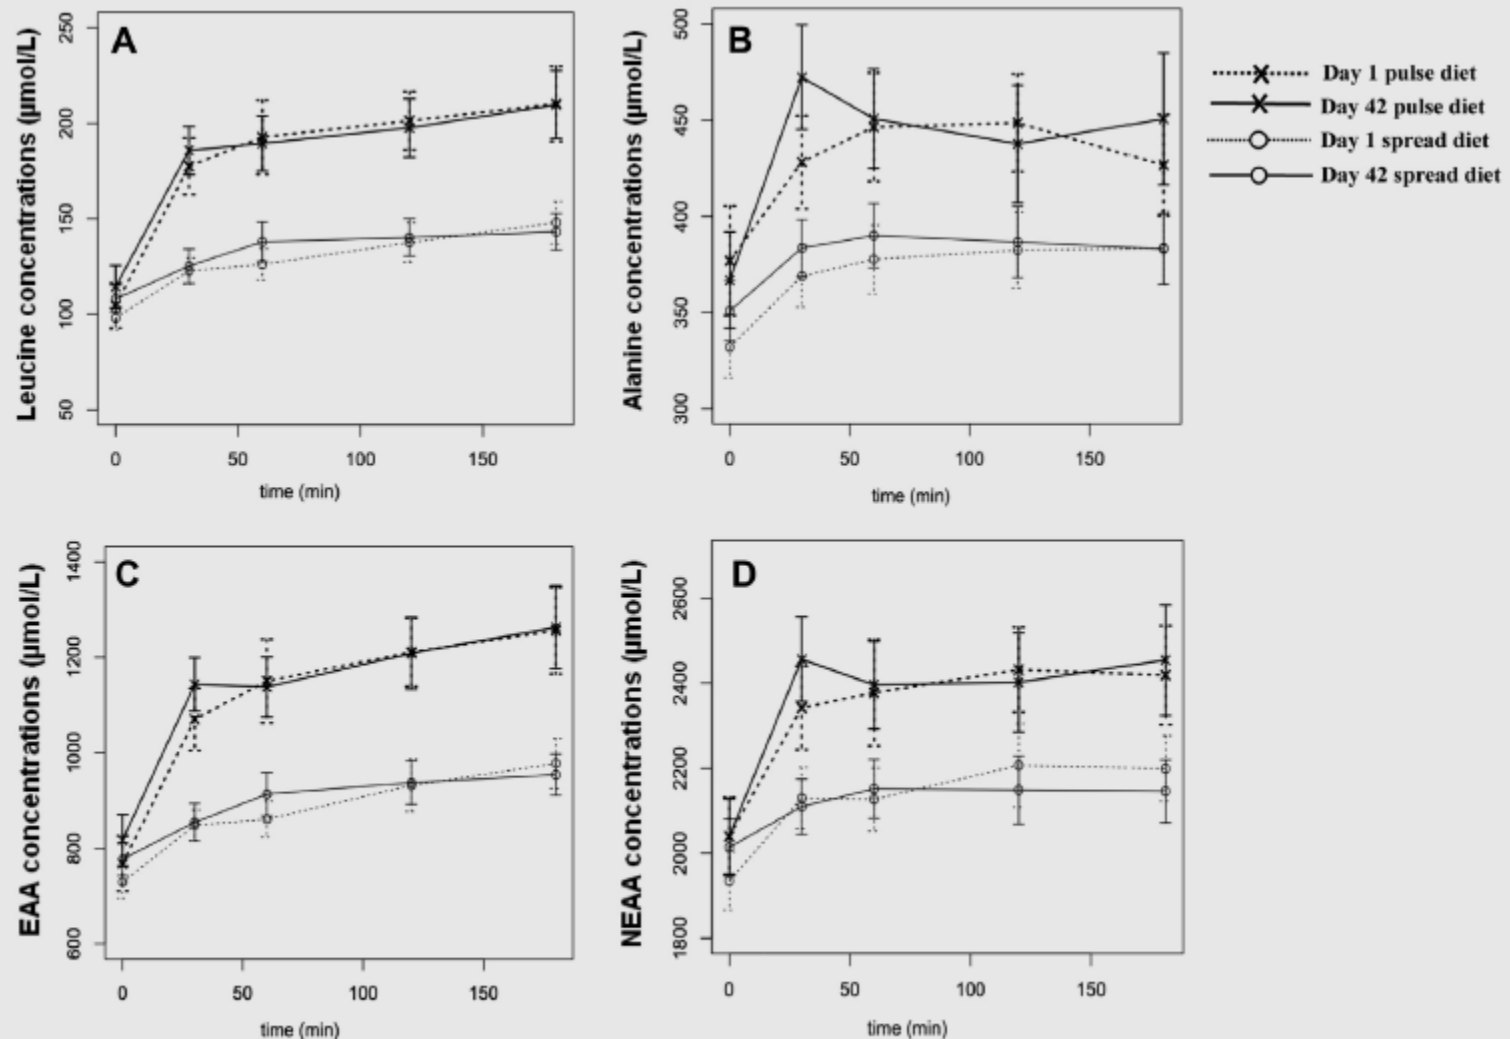 A
Leucine concentrations (µmol/L)
250
200
150
100
50
0 50 100 150
time (min)
B
Alanine concentrations (µmol/L)
500
450
400
350
300
0 50 100 150
time (min)
Day 1 pulse diet
Day 42 pulse diet
Day 1 spread diet
Day 42 spread diet
C
EAA concentrations (µmol/L)
1400
1200
1000
800
600
0 50 100 150
time (min)
D
NEAA concentrations (µmol/L)
2600
2400
2200
2000
1800
0 50 100 150
time (min)